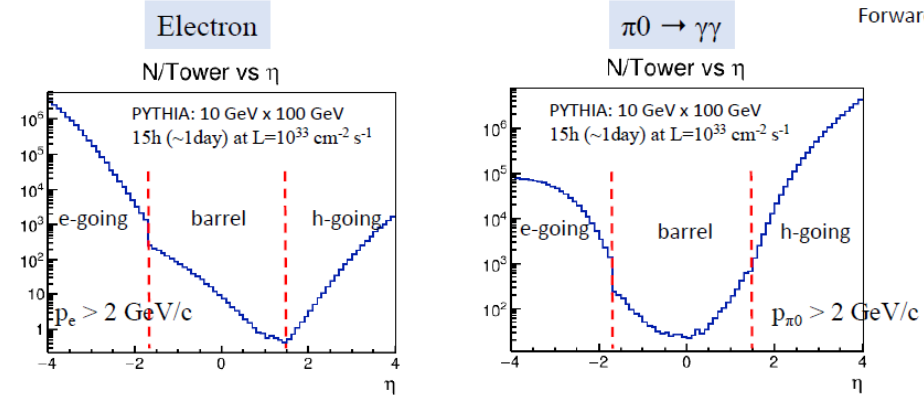 Electron
N/Tower vs η
PYTHIA: 10 GeV x 100 GeV
15h (~1day) at L=10³³ cm⁻² s⁻¹
10⁶
10⁵
10⁴
10³
10²
10
1
e-going
barrel
h-going
pₑ > 2 GeV/c
−4 −2 0 2 4
η
π0 → γγ
Forwar
N/Tower vs η
PYTHIA: 10 GeV x 100 GeV
15h (~1day) at L=10³³ cm⁻² s⁻¹
10⁶
10⁵
10⁴
10³
10²
e-going
barrel
h-going
p_π0 > 2 GeV/c
−4 −2 0 2 4
η